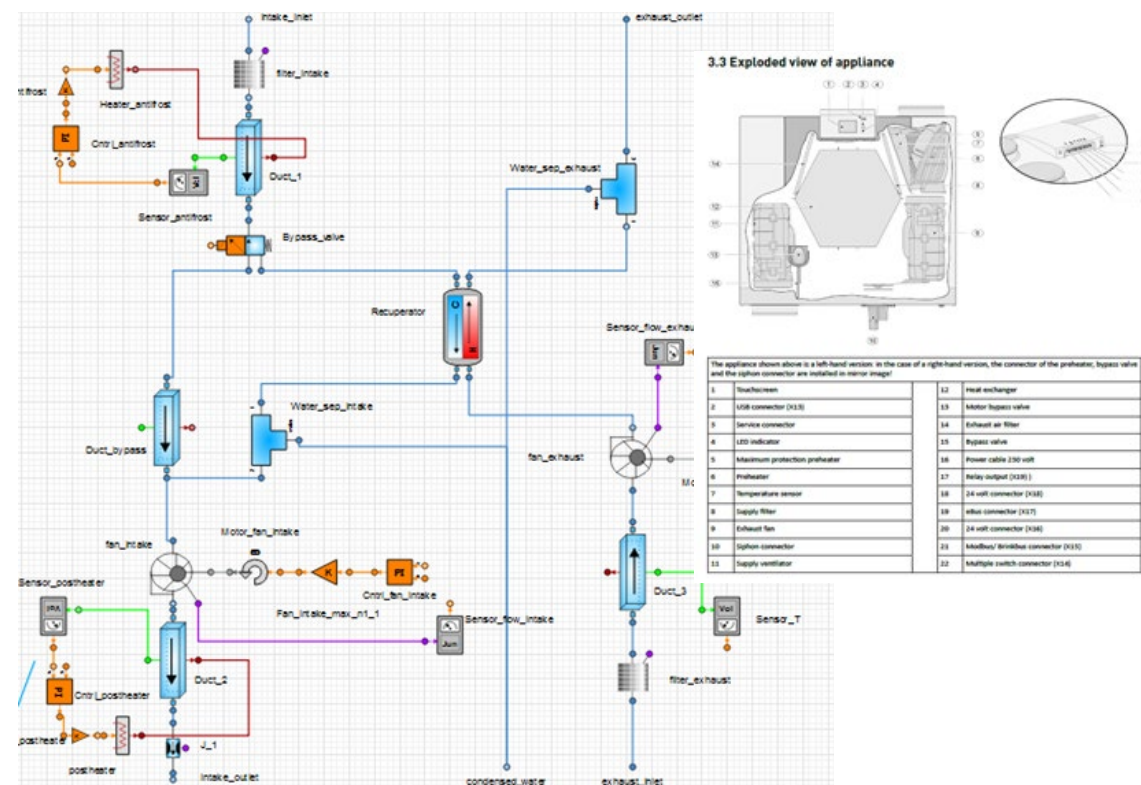 intake_inlet
exhaust_outlet
filter_intake
Heater_antifrost
Cntrl_antifrost
Duct_1
Sensor_antifrost
Bypass_valve
Water_sep_exhaust
Recuperator
Sensor_flow_exhau
Duct_bypass
Water_sep_intake
fan_exhaust
fan_intake
Motor_fan_intake
K
PI
Cntrl_fan_intake
Fan_intake_max_n1_1
Sensor_postheater
Sensor_flow_intake
Duct_2
Duct_3
Vol
PI
Cntrl_postheater
filter_exhaust
postheater
J_1
intake_outlet
condensed_water
exhaust_inlet
3.3 Exploded view of appliance
The appliance shown above is a left-hand version: in the case of a right-hand version, the connector of the preheater, bypass valve
and the siphon connector are installed in mirror image!
1 Touchscreen 12 Heat exchanger
2 USB connector (X13) 13 Motor bypass valve
3 Service connector 14 Exhaust air filter
4 LED indicator 15 Bypass valve
5 Maximum protection preheater 16 Power cable 230 volt
6 Preheater 17 Relay output (X19) )
7 Temperature sensor 18 24 volt connector (X18)
8 Supply filter 19 eBus connector (X17)
9 Exhaust fan 20 24 volt connector (X16)
10 Siphon connector 21 Modbus/ Brinkbus connector (X15)
11 Supply ventilator 22 Multiple switch connector (X14)